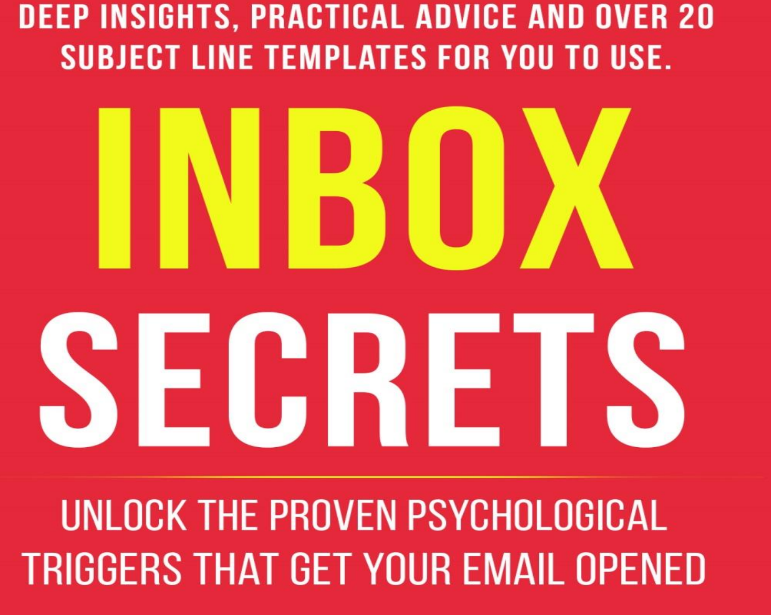 DEEP INSIGHTS, PRACTICAL ADVICE AND OVER 20
SUBJECT LINE TEMPLATES FOR YOU TO USE.
INBOX
SECRETS
UNLOCK THE PROVEN PSYCHOLOGICAL
TRIGGERS THAT GET YOUR EMAIL OPENED